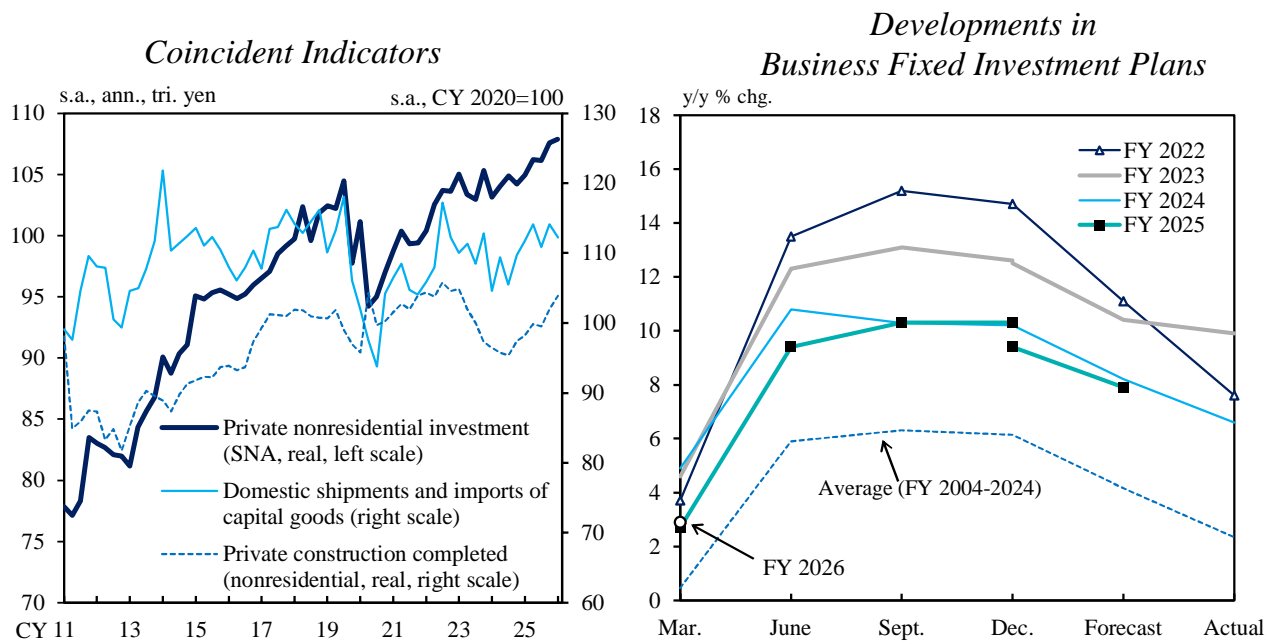 Coincident Indicators
s.a., ann., tri. yen
s.a., CY 2020=100
110
105
100
95
90
85
80
75
70
130
120
110
100
90
80
70
60
Private nonresidential investment
(SNA, real, left scale)
Domestic shipments and imports of
capital goods (right scale)
Private construction completed
(nonresidential, real, right scale)
CY 11 13 15 17 19 21 23 25
Developments in
Business Fixed Investment Plans
y/y % chg.
18
16
14
12
10
8
6
4
2
0
FY 2022
FY 2023
FY 2024
FY 2025
Average (FY 2004-2024)
FY 2026
Mar. June Sept. Dec. Forecast Actual